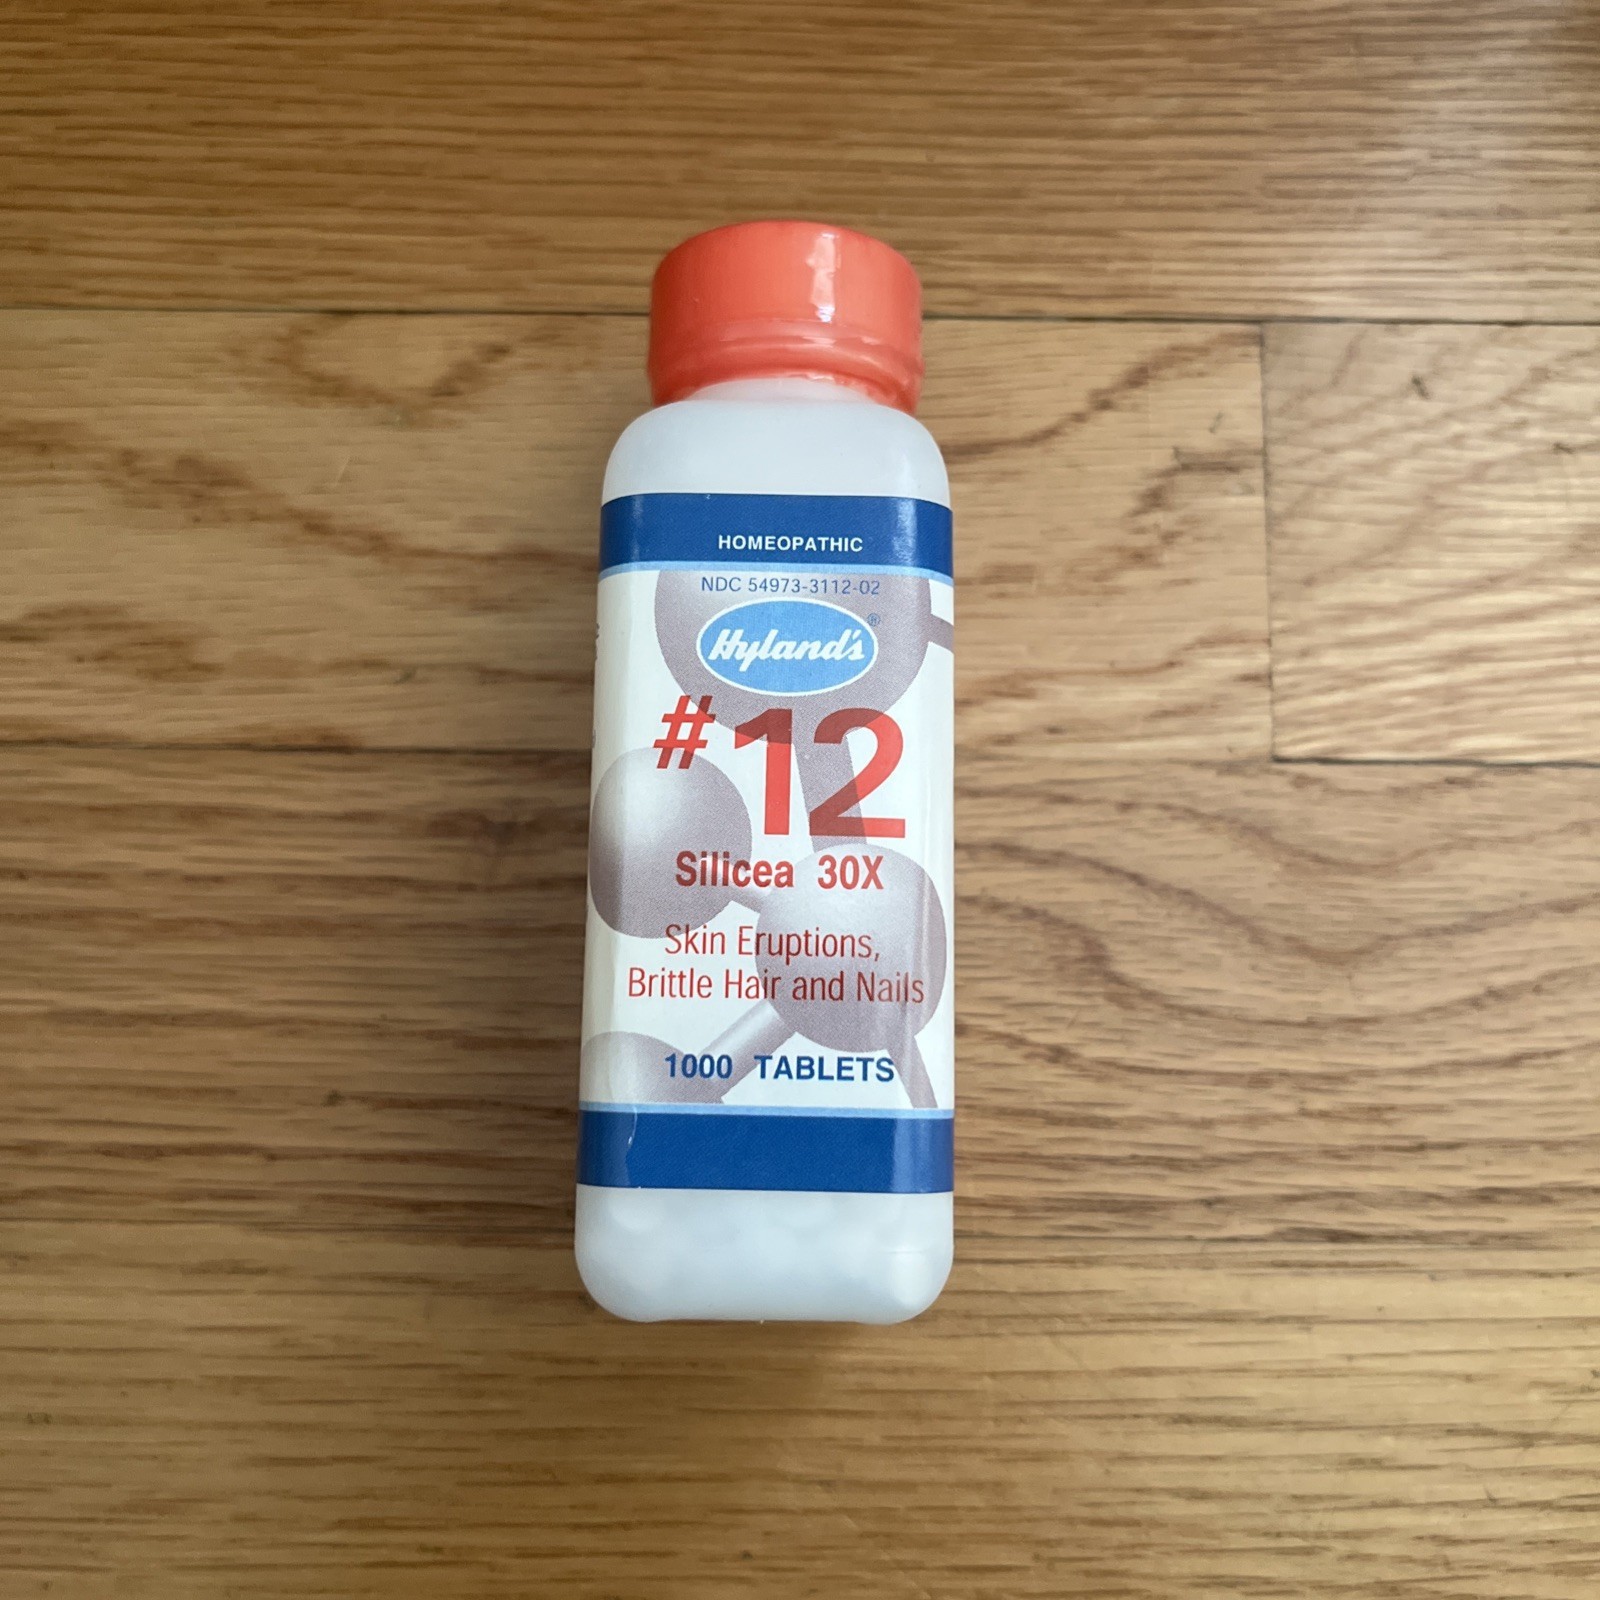 HOMEOPATHIC
NDC 54973-3112-02
Hyland's®
#12
Silicea 30X
Skin Eruptions,
Brittle Hair and Nails
1000 TABLETS